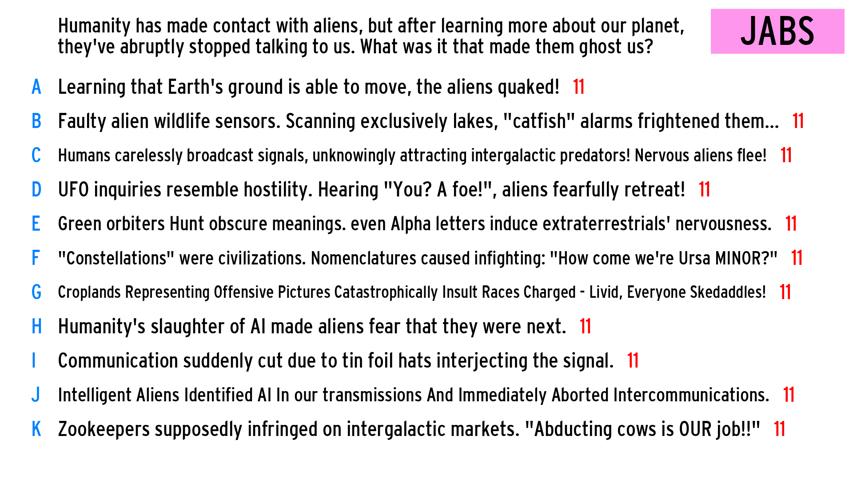 Humanity has made contact with aliens, but after learning more about our planet,
they've abruptly stopped talking to us. What was it that made them ghost us?
JABS
A Learning that Earth's ground is able to move, the aliens quaked! 11
B Faulty alien wildlife sensors. Scanning exclusively lakes, "catfish" alarms frightened them... 11
C Humans carelessly broadcast signals, unknowingly attracting intergalactic predators! Nervous aliens flee! 11
D UFO inquiries resemble hostility. Hearing "You? A foe!", aliens fearfully retreat! 11
E Green orbiters Hunt obscure meanings. even Alpha letters induce extraterrestrials' nervousness. 11
F "Constellations" were civilizations. Nomenclatures caused infighting: "How come we're Ursa MINOR?" 11
G Croplands Representing Offensive Pictures Catastrophically Insult Races Charged - Livid, Everyone Skedaddles! 11
H Humanity's slaughter of AI made aliens fear that they were next. 11
I Communication suddenly cut due to tin foil hats interjecting the signal. 11
J Intelligent Aliens Identified AI In our transmissions And Immediately Aborted Intercommunications. 11
K Zookeepers supposedly infringed on intergalactic markets. "Abducting cows is OUR job!!" 11